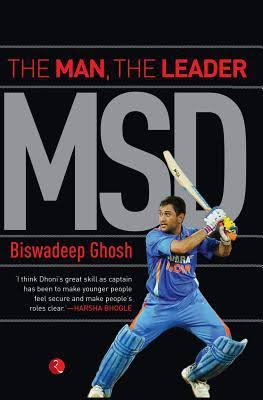 THE MAN, THE LEADER
MSD
Biswadeep Ghosh
'I think Dhoni's great skill as captain
has been to make younger people
feel secure and make people's
roles clear.'—HARSHA BHOGLE